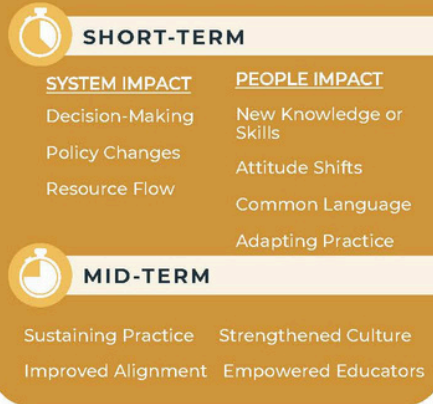 SHORT-TERM
SYSTEM IMPACT
Decision-Making
Policy Changes
Resource Flow
PEOPLE IMPACT
New Knowledge or
Skills
Attitude Shifts
Common Language
Adapting Practice
MID-TERM
Sustaining Practice
Strengthened Culture
Improved Alignment
Empowered Educators